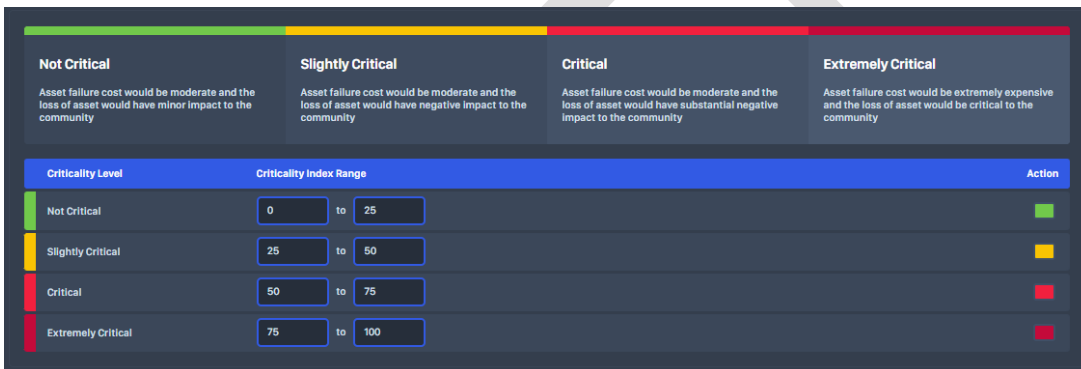 Not Critical
Asset failure cost would be moderate and the
loss of asset would have minor impact to the
community
Slightly Critical
Asset failure cost would be moderate and the
loss of asset would have negative impact to the
community
Critical
Asset failure cost would be moderate and the
loss of asset would have substantial negative
impact to the community
Extremely Critical
Asset failure cost would be extremely expensive
and the loss of asset would be critical to the
community
Criticality Level Criticality Index Range Action
Not Critical 0 to 25
Slightly Critical 25 to 50
Critical 50 to 75
Extremely Critical 75 to 100